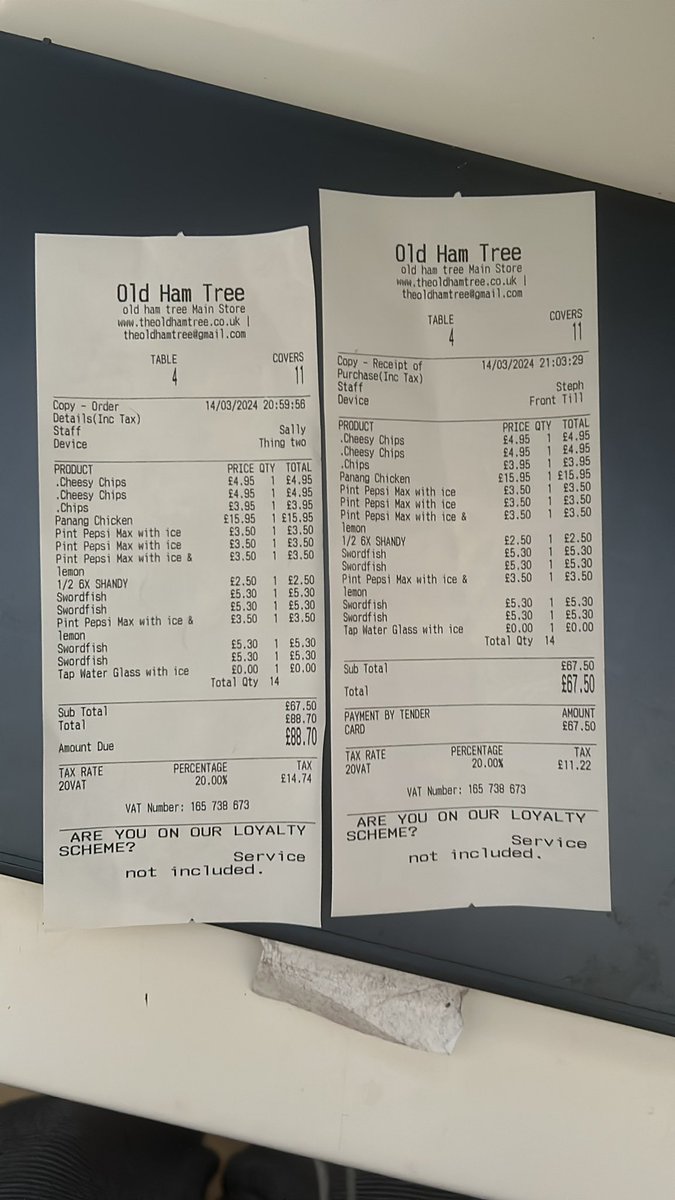 Old Ham Tree
old ham tree Main Store
www.theoldhamtree.co.uk |
theoldhamtree@gmail.com
TABLE COVERS
4 11
Copy - Order 14/03/2024 20:59:56
Details(Inc Tax)
Staff Sally
Device Thing two
PRODUCT PRICE QTY TOTAL
.Cheesy Chips £4.95 1 £4.95
.Cheesy Chips £4.95 1 £4.95
.Chips £3.95 1 £3.95
Panang Chicken £15.95 1 £15.95
Pint Pepsi Max with ice £3.50 1 £3.50
Pint Pepsi Max with ice £3.50 1 £3.50
Pint Pepsi Max with ice & £3.50 1 £3.50
lemon
1/2 6X SHANDY £2.50 1 £2.50
Swordfish £5.30 1 £5.30
Swordfish £5.30 1 £5.30
Pint Pepsi Max with ice & £3.50 1 £3.50
lemon
Swordfish £5.30 1 £5.30
Swordfish £5.30 1 £5.30
Tap Water Glass with ice £0.00 1 £0.00
Total Qty 14
Sub Total £67.50
Total £88.70
Amount Due £88.70
TAX RATE PERCENTAGE TAX
20VAT 20.00% £14.74
VAT Number: 165 738 673
ARE YOU ON OUR LOYALTY
SCHEME?
Service
not included.
Old Ham Tree
old ham tree Main Store
www.theoldhamtree.co.uk |
theoldhamtree@gmail.com
TABLE COVERS
4 11
Copy - Receipt of 14/03/2024 21:03:29
Purchase(Inc Tax)
Staff Steph
Device Front Till
PRODUCT PRICE QTY TOTAL
.Cheesy Chips £4.95 1 £4.95
.Cheesy Chips £4.95 1 £4.95
.Chips £3.95 1 £3.95
Panang Chicken £15.95 1 £15.95
Pint Pepsi Max with ice £3.50 1 £3.50
Pint Pepsi Max with ice £3.50 1 £3.50
Pint Pepsi Max with ice & £3.50 1 £3.50
lemon
1/2 6X SHANDY £2.50 1 £2.50
Swordfish £5.30 1 £5.30
Swordfish £5.30 1 £5.30
Pint Pepsi Max with ice & £3.50 1 £3.50
lemon
Swordfish £5.30 1 £5.30
Swordfish £5.30 1 £5.30
Tap Water Glass with ice £0.00 1 £0.00
Total Qty 14
Sub Total £67.50
Total £67.50
PAYMENT BY TENDER AMOUNT
CARD £67.50
TAX RATE PERCENTAGE TAX
20VAT 20.00% £11.22
VAT Number: 165 738 673
ARE YOU ON OUR LOYALTY
SCHEME?
Service
not included.